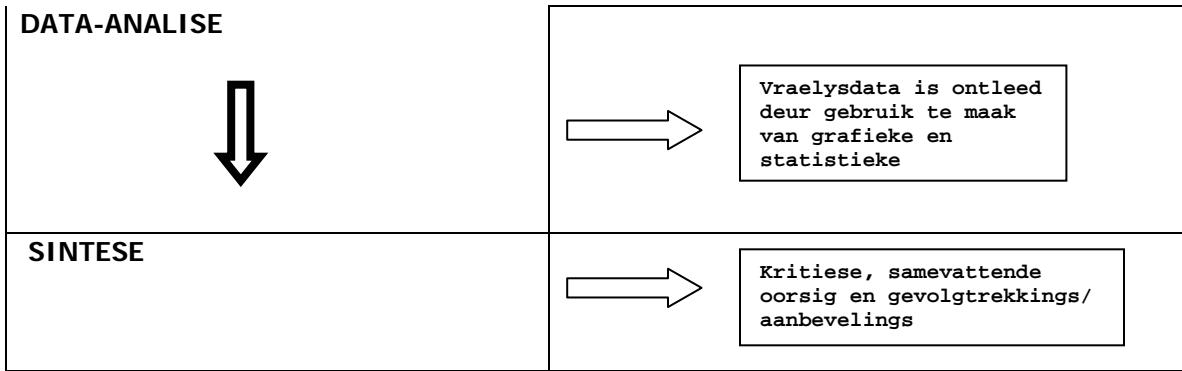 DATA-ANALISE
Vraelysdata is ontleed
deur gebruik te maak
van grafieke en
statistieke
SINTESE
Kritiese, samevattende
oorsig en gevolgtrekkings/
aanbevelings